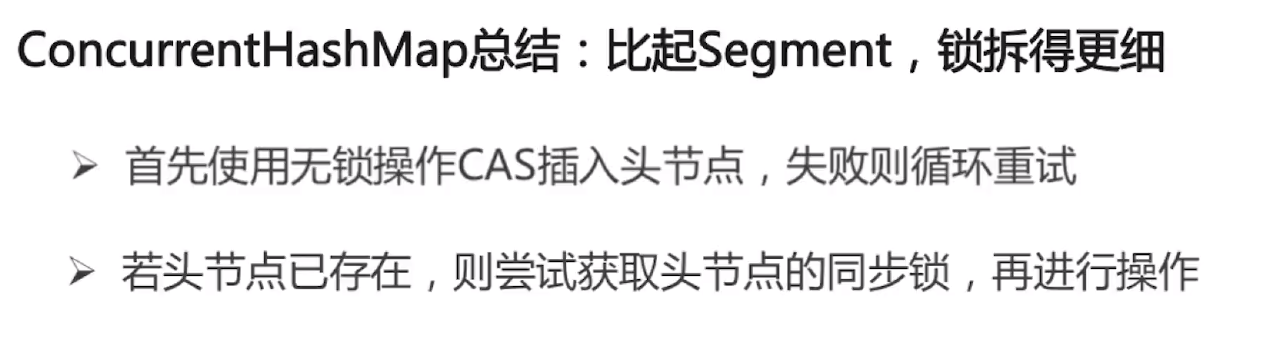 ConcurrentHashMap总结：比起Segment，锁拆得更细
首先使用无锁操作CAS插入头节点，失败则循环重试
若头节点已存在，则尝试获取头节点的同步锁，再进行操作